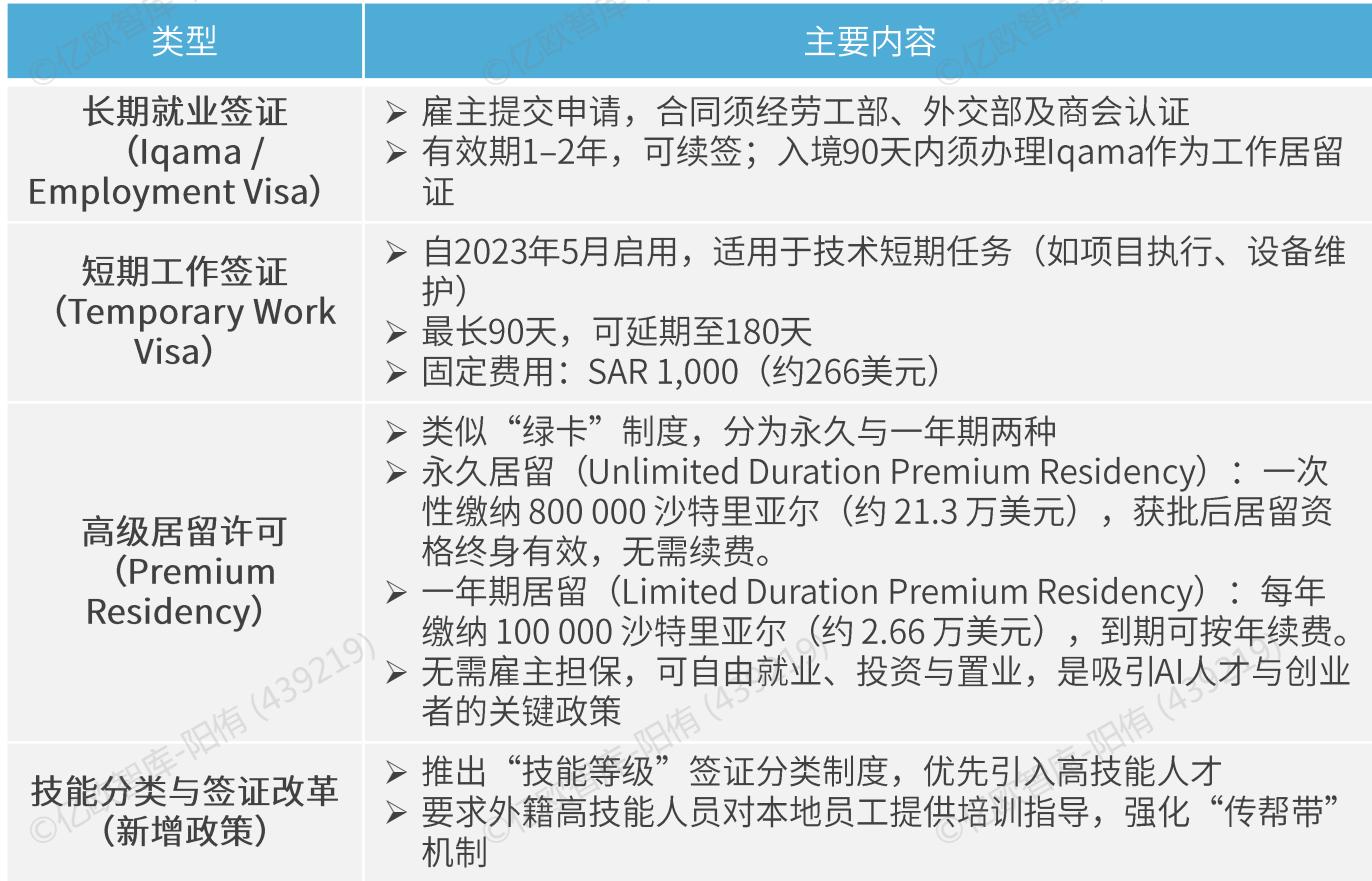 类型
主要内容
长期就业签证
（Iqama /
Employment Visa）
➢ 雇主提交申请，合同须经劳工部、外交部及商会认证
➢ 有效期1–2年，可续签；入境90天内须办理Iqama作为工作居留
证
短期工作签证
（Temporary Work
Visa）
➢ 自2023年5月启用，适用于技术短期任务（如项目执行、设备维
护）
➢ 最长90天，可延期至180天
➢ 固定费用：SAR 1,000（约266美元）
高级居留许可
（Premium
Residency）
➢ 类似“绿卡”制度，分为永久与一年期两种
➢ 永久居留（Unlimited Duration Premium Residency）：一次
性缴纳 800 000 沙特里亚尔（约 21.3 万美元），获批后居留资
格终身有效，无需续费。
➢ 一年期居留（Limited Duration Premium Residency）：每年
缴纳 100 000 沙特里亚尔（约 2.66 万美元），到期可按年续费。
➢ 无需雇主担保，可自由就业、投资与置业，是吸引AI人才与创业
者的关键政策
技能分类与签证改革
（新增政策）
➢ 推出“技能等级”签证分类制度，优先引入高技能人才
➢ 要求外籍高技能人员对本地员工提供培训指导，强化“传帮带”
机制
©亿欧智库-阳侑 (439219)
©亿欧智库-阳侑 (439219)
©亿欧智库-阳侑 (439219)